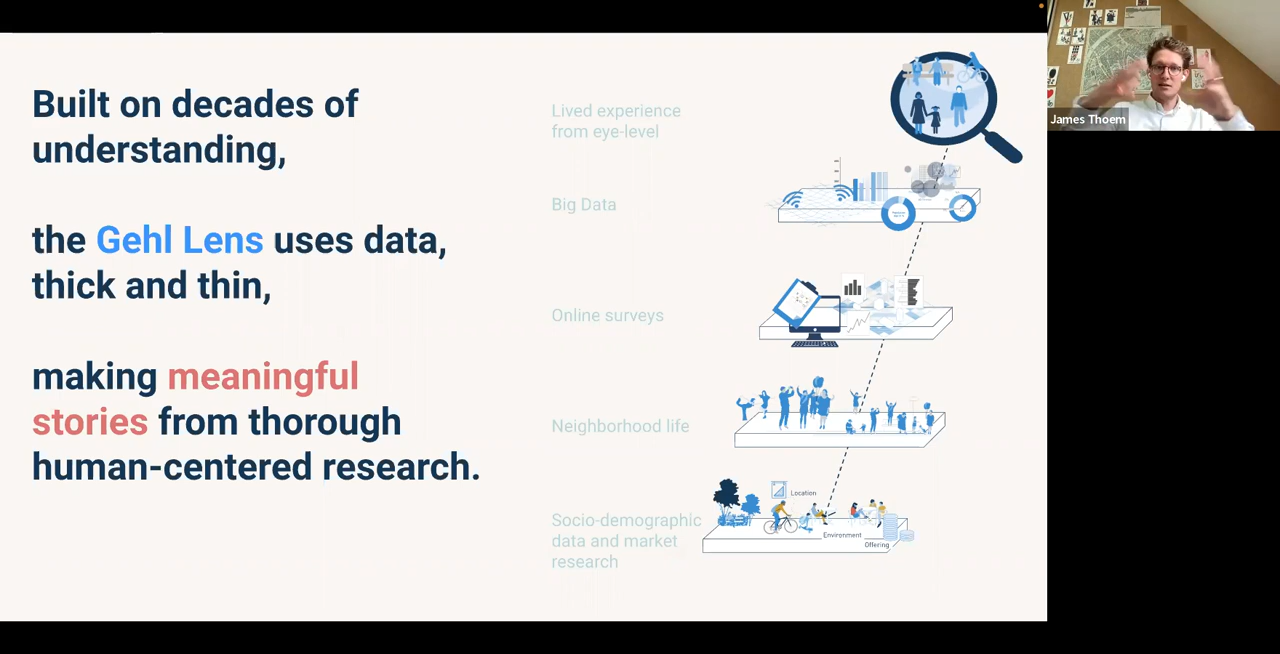 Built on decades of
understanding,
the Gehl Lens uses data,
thick and thin,
making meaningful
stories from thorough
human-centered research.
Lived experience
from eye-level
Big Data
Online surveys
Neighborhood life
Socio-demographic
data and market
research
Location
Environment
Offering
James Thoem